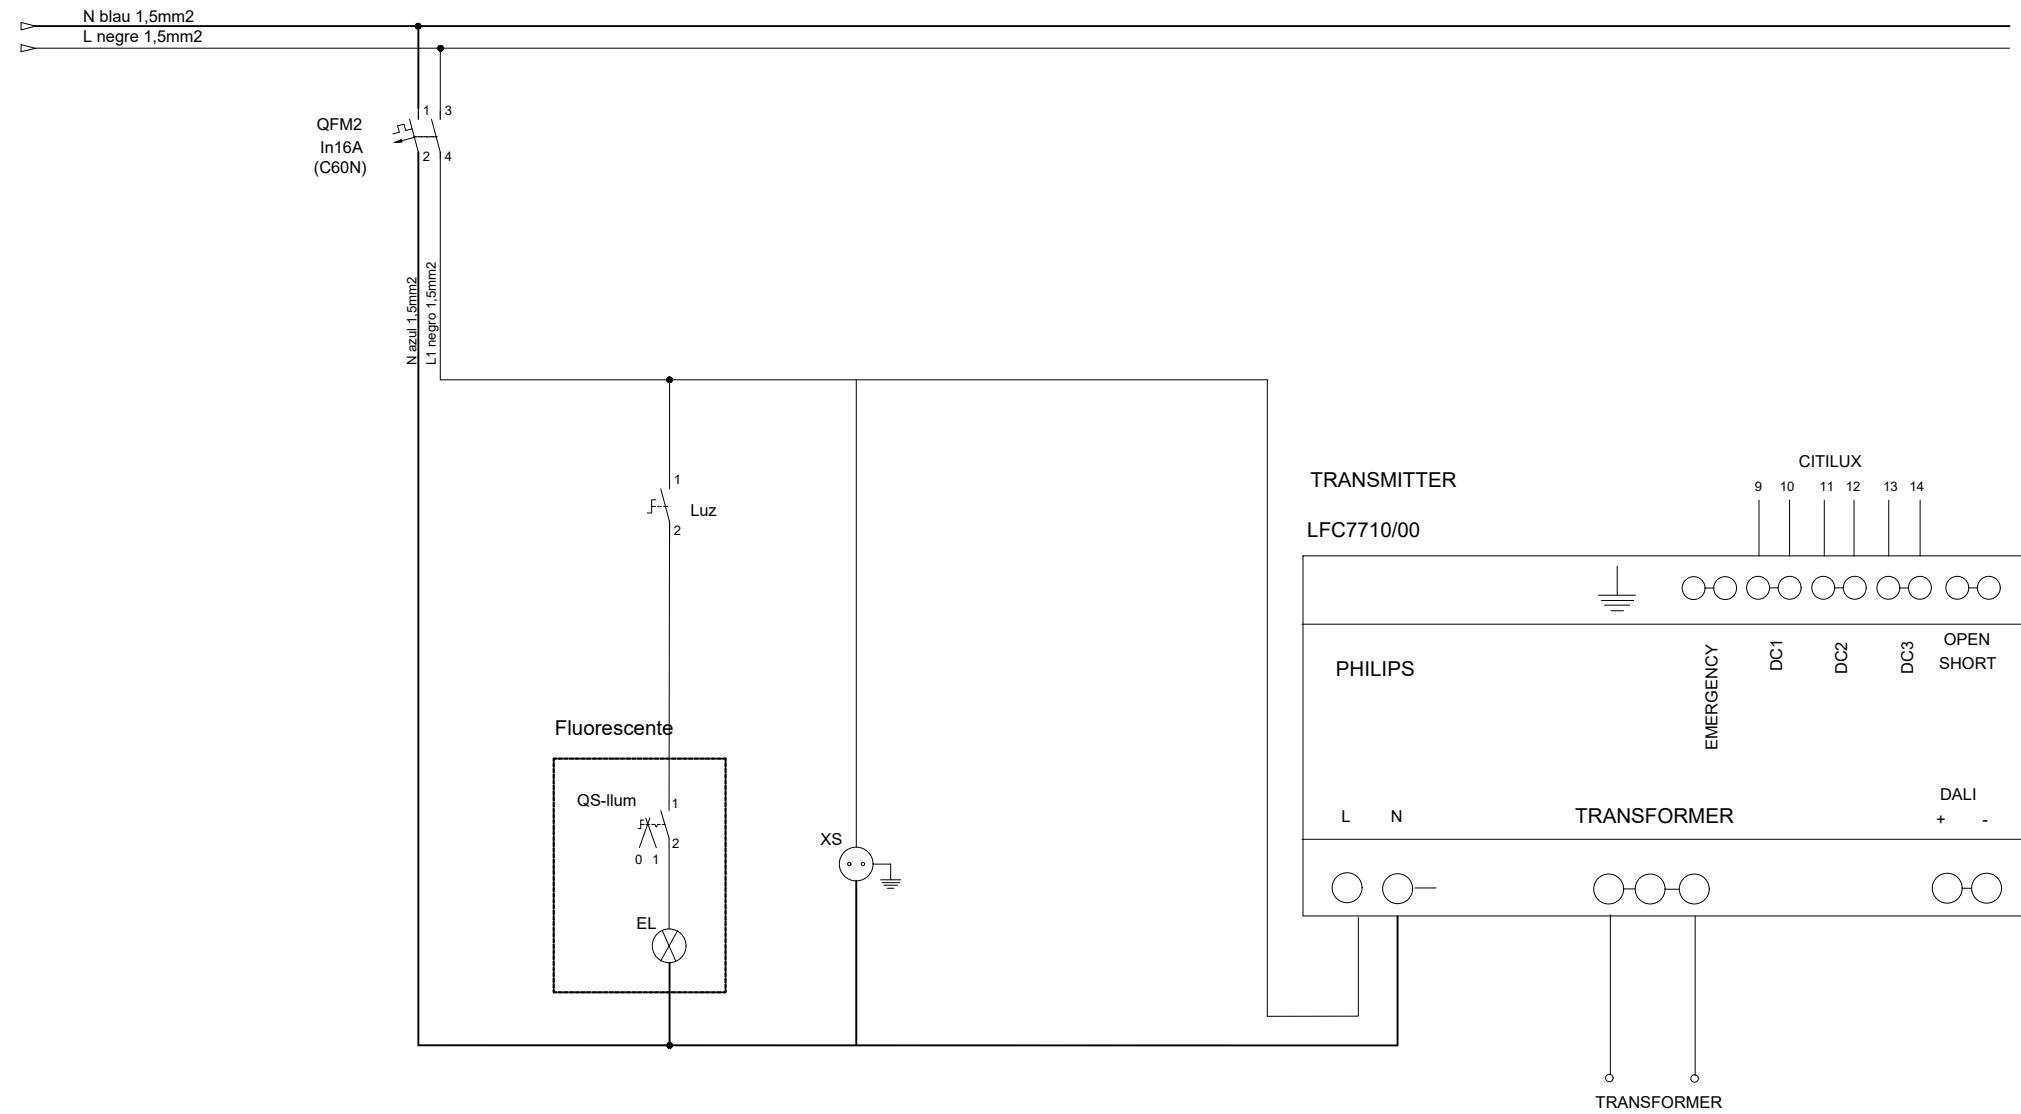 N blau 1,5mm2
L negre 1,5mm2
1 3
QFM2
In16A
(C60N)
2 4
N azul 1.5mm2
L1 negro 1,5mm2
1
Luz
2
Fluorescente
QS-llum
1
2
0 1
EL
XS
TRANSMITTER
LFC7710/00
CITILUX
9 10 11 12 13 14
PHILIPS
EMERGENCY
DC1
DC2
DC3
OPEN
SHORT
L N
TRANSFORMER
DALI
+ -
TRANSFORMER